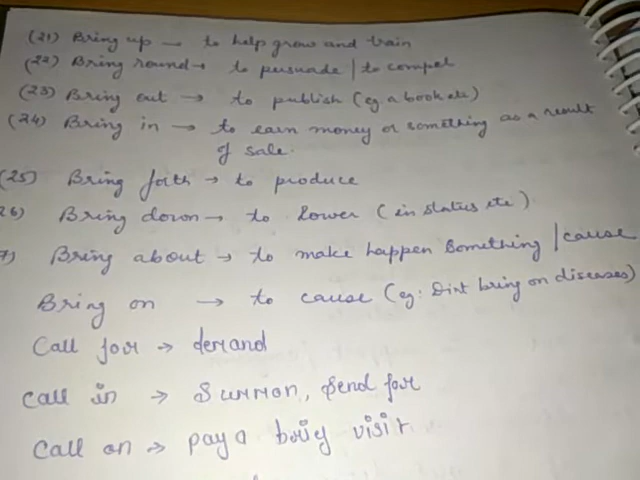 (21) Bring up → to help grow and train
(22) Bring round → to pursuade / to compel
(23) Bring out → to publish (eg a book etc)
(24) Bring in → to earn money or something as a result
of sale.
(25) Bring forth → to produce
26) Bring down → to lower (in status etc)
7) Bring about → to make happen something / cause
Bring on → to cause (eg: Dirt bring on diseases)
Call for → demand
Call in → Summon, Send for
Call on → pay a brief visit